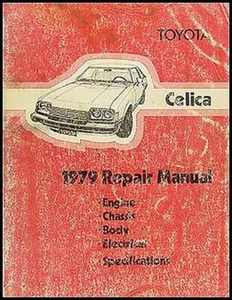 TOYOTA
Celica
1979 Repair Manual
Engine
Chassis
Body
Electrical
Specifications